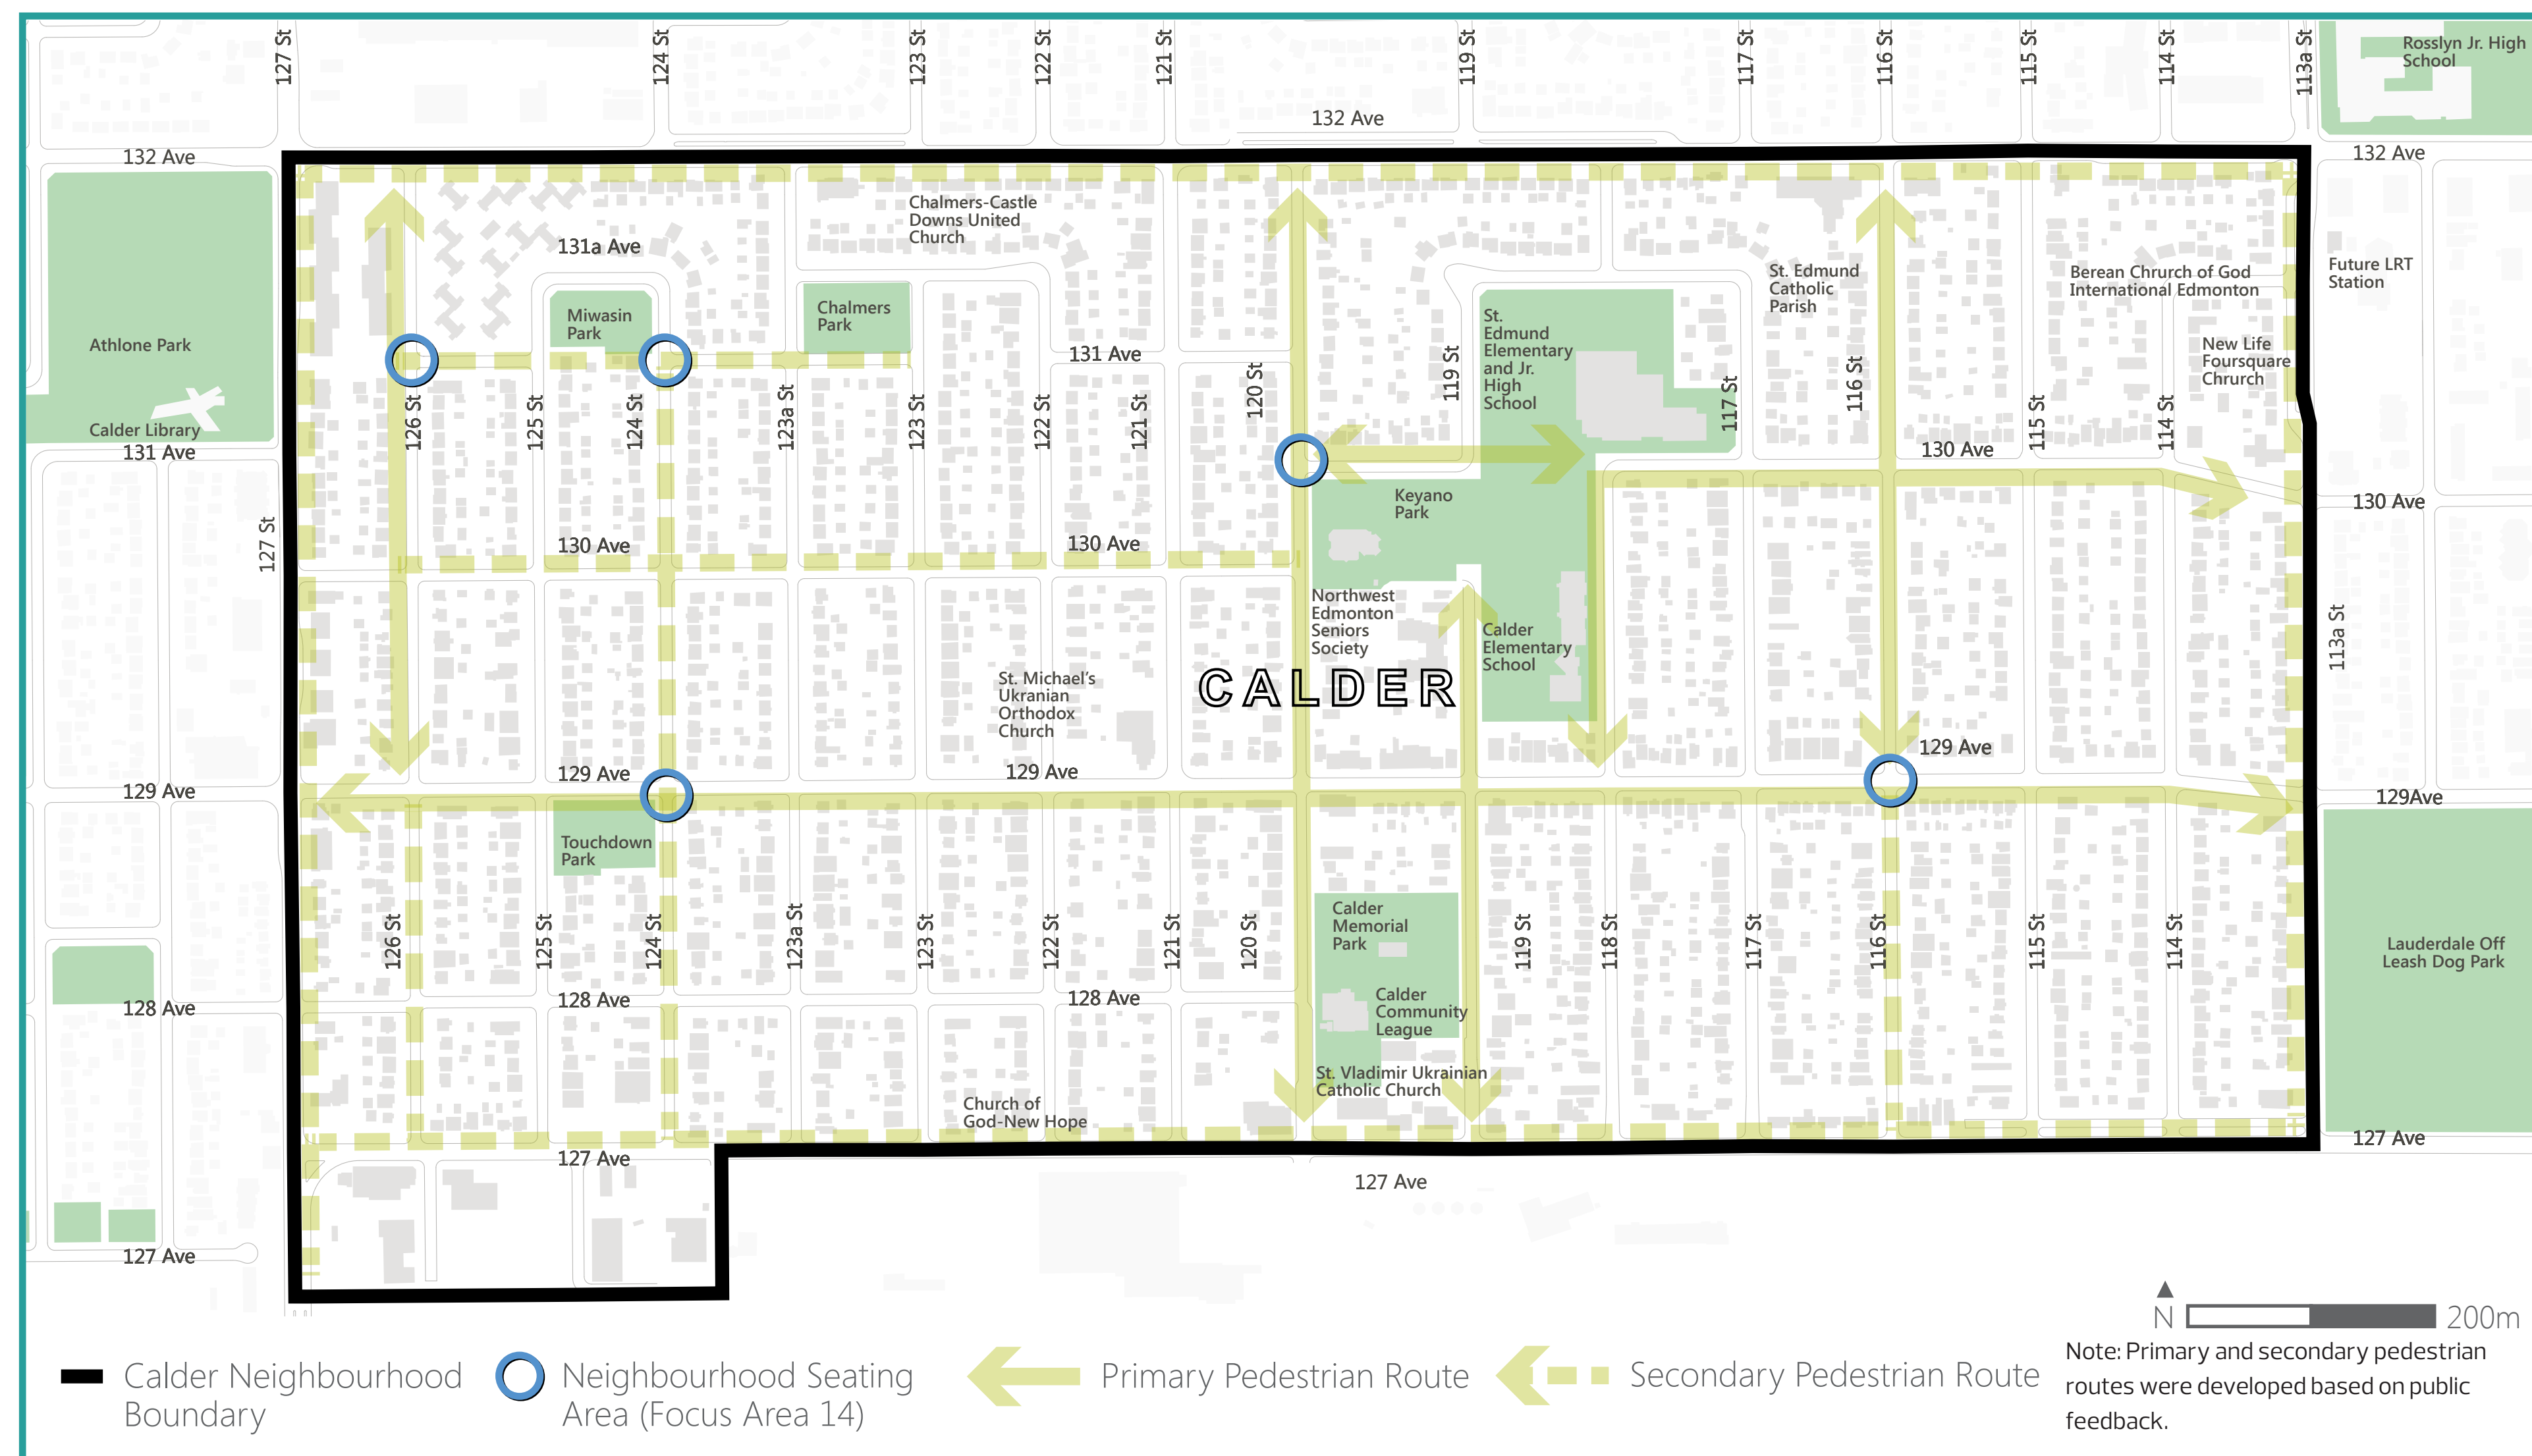 127 St
124 St
123 St
122 St
121 St
119 St
117 St
116 St
115 St
114 St
113a St
Rosslyn Jr. High
School
132 Ave
132 Ave
132 Ave
Chalmers-Castle
Downs United
Church
131a Ave
St. Edmund
Catholic
Parish
Berean Chrurch of God
International Edmonton
Future LRT
Station
Miwasin
Park
Chalmers
Park
St.
Edmund
Elementary
and Jr.
High
School
Athlone Park
131 Ave
New Life
Foursquare
Chrurch
Calder Library
131 Ave
126 St
125 St
124 St
123a St
123 St
122 St
121 St
120 St
119 St
117 St
116 St
115 St
114 St
130 Ave
130 Ave
Keyano
Park
127 St
130 Ave
130 Ave
Northwest
Edmonton
Seniors
Society
Calder
Elementary
School
113a St
St. Michael's
Ukranian
Orthodox
Church
CALDER
129 Ave
129 Ave
129 Ave
129 Ave
129Ave
Touchdown
Park
126 St
125 St
124 St
123a St
123 St
122 St
121 St
120 St
Calder
Memorial
Park
119 St
118 St
117 St
116 St
115 St
114 St
Lauderdale Off
Leash Dog Park
128 Ave
128 Ave
128 Ave
Calder
Community
League
St. Vladimir Ukrainian
Catholic Church
Church of
God-New Hope
127 Ave
127 Ave
127 Ave
127 Ave
N
200m
Calder Neighbourhood
Boundary
Neighbourhood Seating
Area (Focus Area 14)
Primary Pedestrian Route
Secondary Pedestrian Route
Note: Primary and secondary pedestrian
routes were developed based on public
feedback.